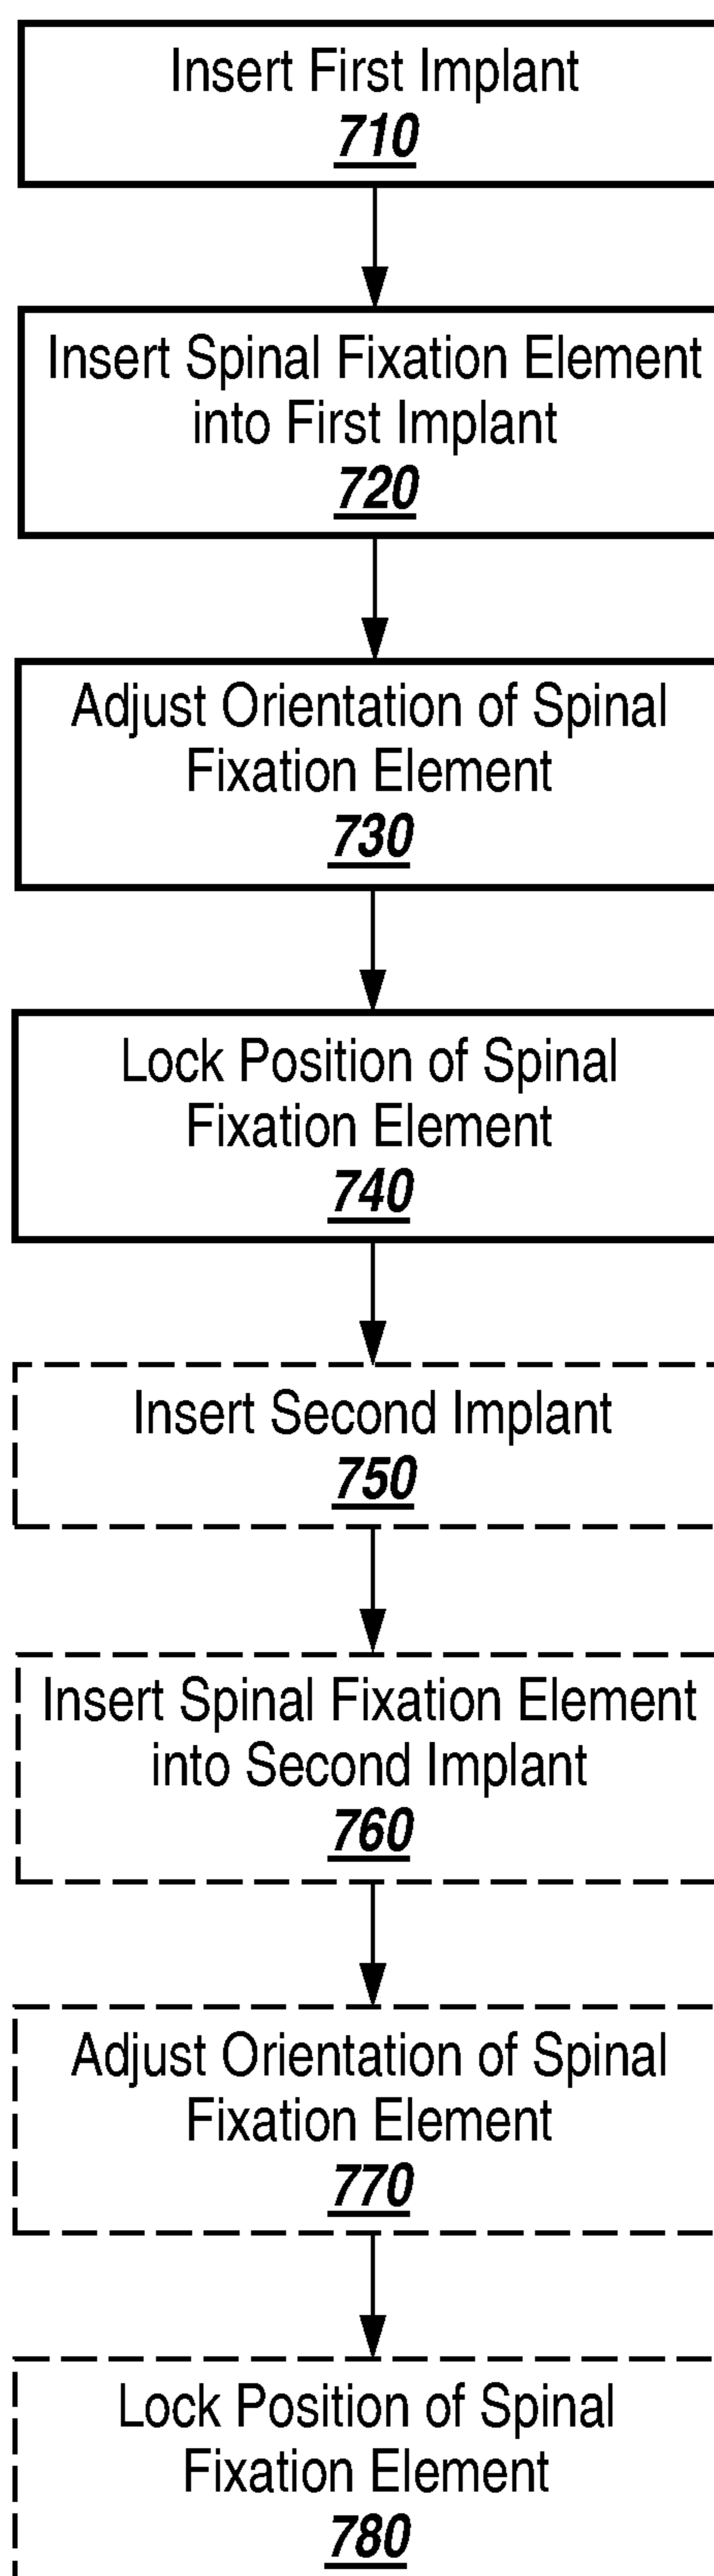 Insert First Implant
710
Insert Spinal Fixation Element
into First Implant
720
Adjust Orientation of Spinal
Fixation Element
730
Lock Position of Spinal
Fixation Element
740
Insert Second Implant
750
Insert Spinal Fixation Element
into Second Implant
760
Adjust Orientation of Spinal
Fixation Element
770
Lock Position of Spinal
Fixation Element
780